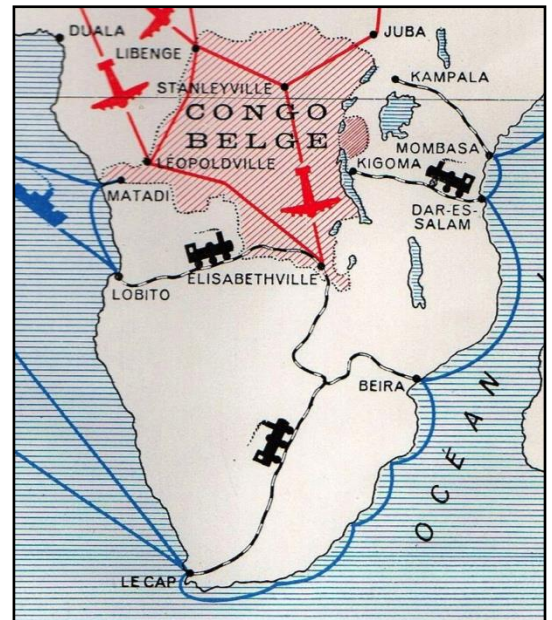 DUALA
LIBENGE
JUBA
STANLEYVILLE
KAMPALA
CONGO
BELGE
MOMBASA
LÉOPOLDVILLE
KIGOMA
MATADI
DAR-ES-
SALAM
LOBITO
ÉLISABETHVILLE
BEIRA
OCÉAN
LE CAP